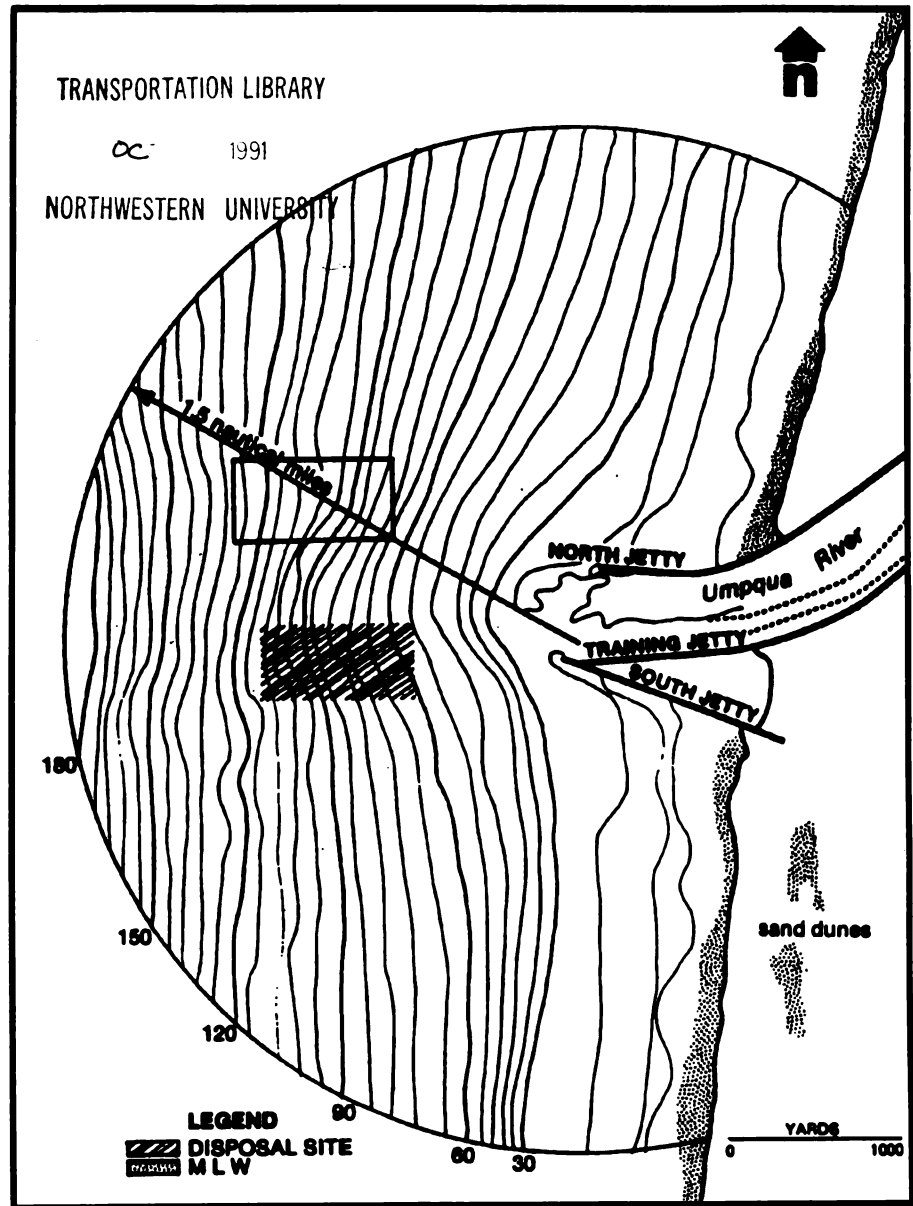 n
TRANSPORTATION LIBRARY
OC 1991
NORTHWESTERN UNIVERSITY
1.5 nautical miles
NORTH JETTY
Umpqua River
TRAINING JETTY
SOUTH JETTY
180
150
sand dunes
120
90
60
30
LEGEND
DISPOSAL SITE
M L W
YARDS
0 1000